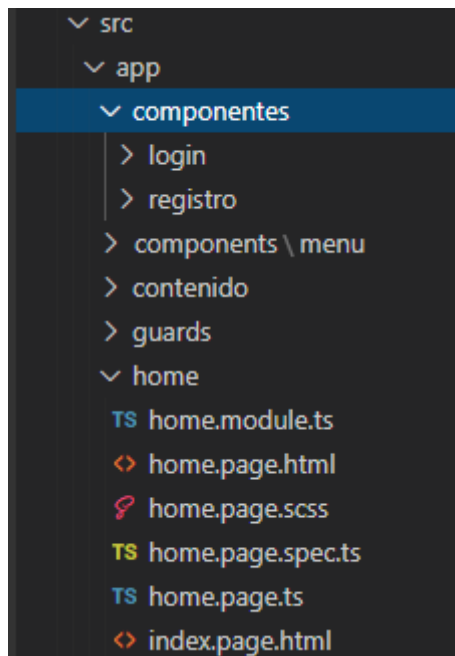 src
app
componentes
login
registro
components \ menu
contenido
guards
home
TS home.module.ts
<> home.page.html
home.page.scss
TS home.page.spec.ts
TS home.page.ts
<> index.page.html